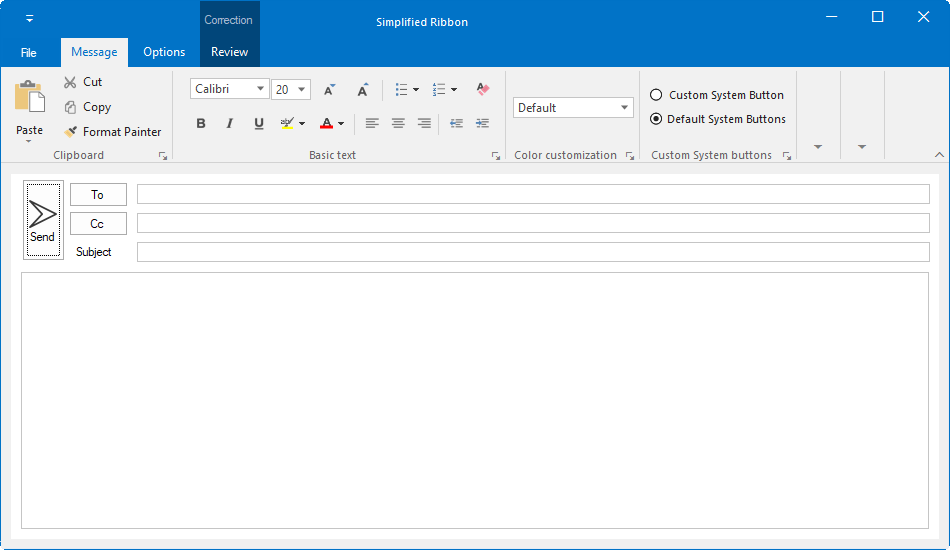 Correction
Simplified Ribbon
File
Message
Options
Review
Paste
Cut
Copy
Format Painter
Clipboard
Calibri
20
A
A
A
B
I
U
ab
A
Basic text
Default
Color customization
Custom System Button
Default System Buttons
Custom System buttons
Send
To
Cc
Subject